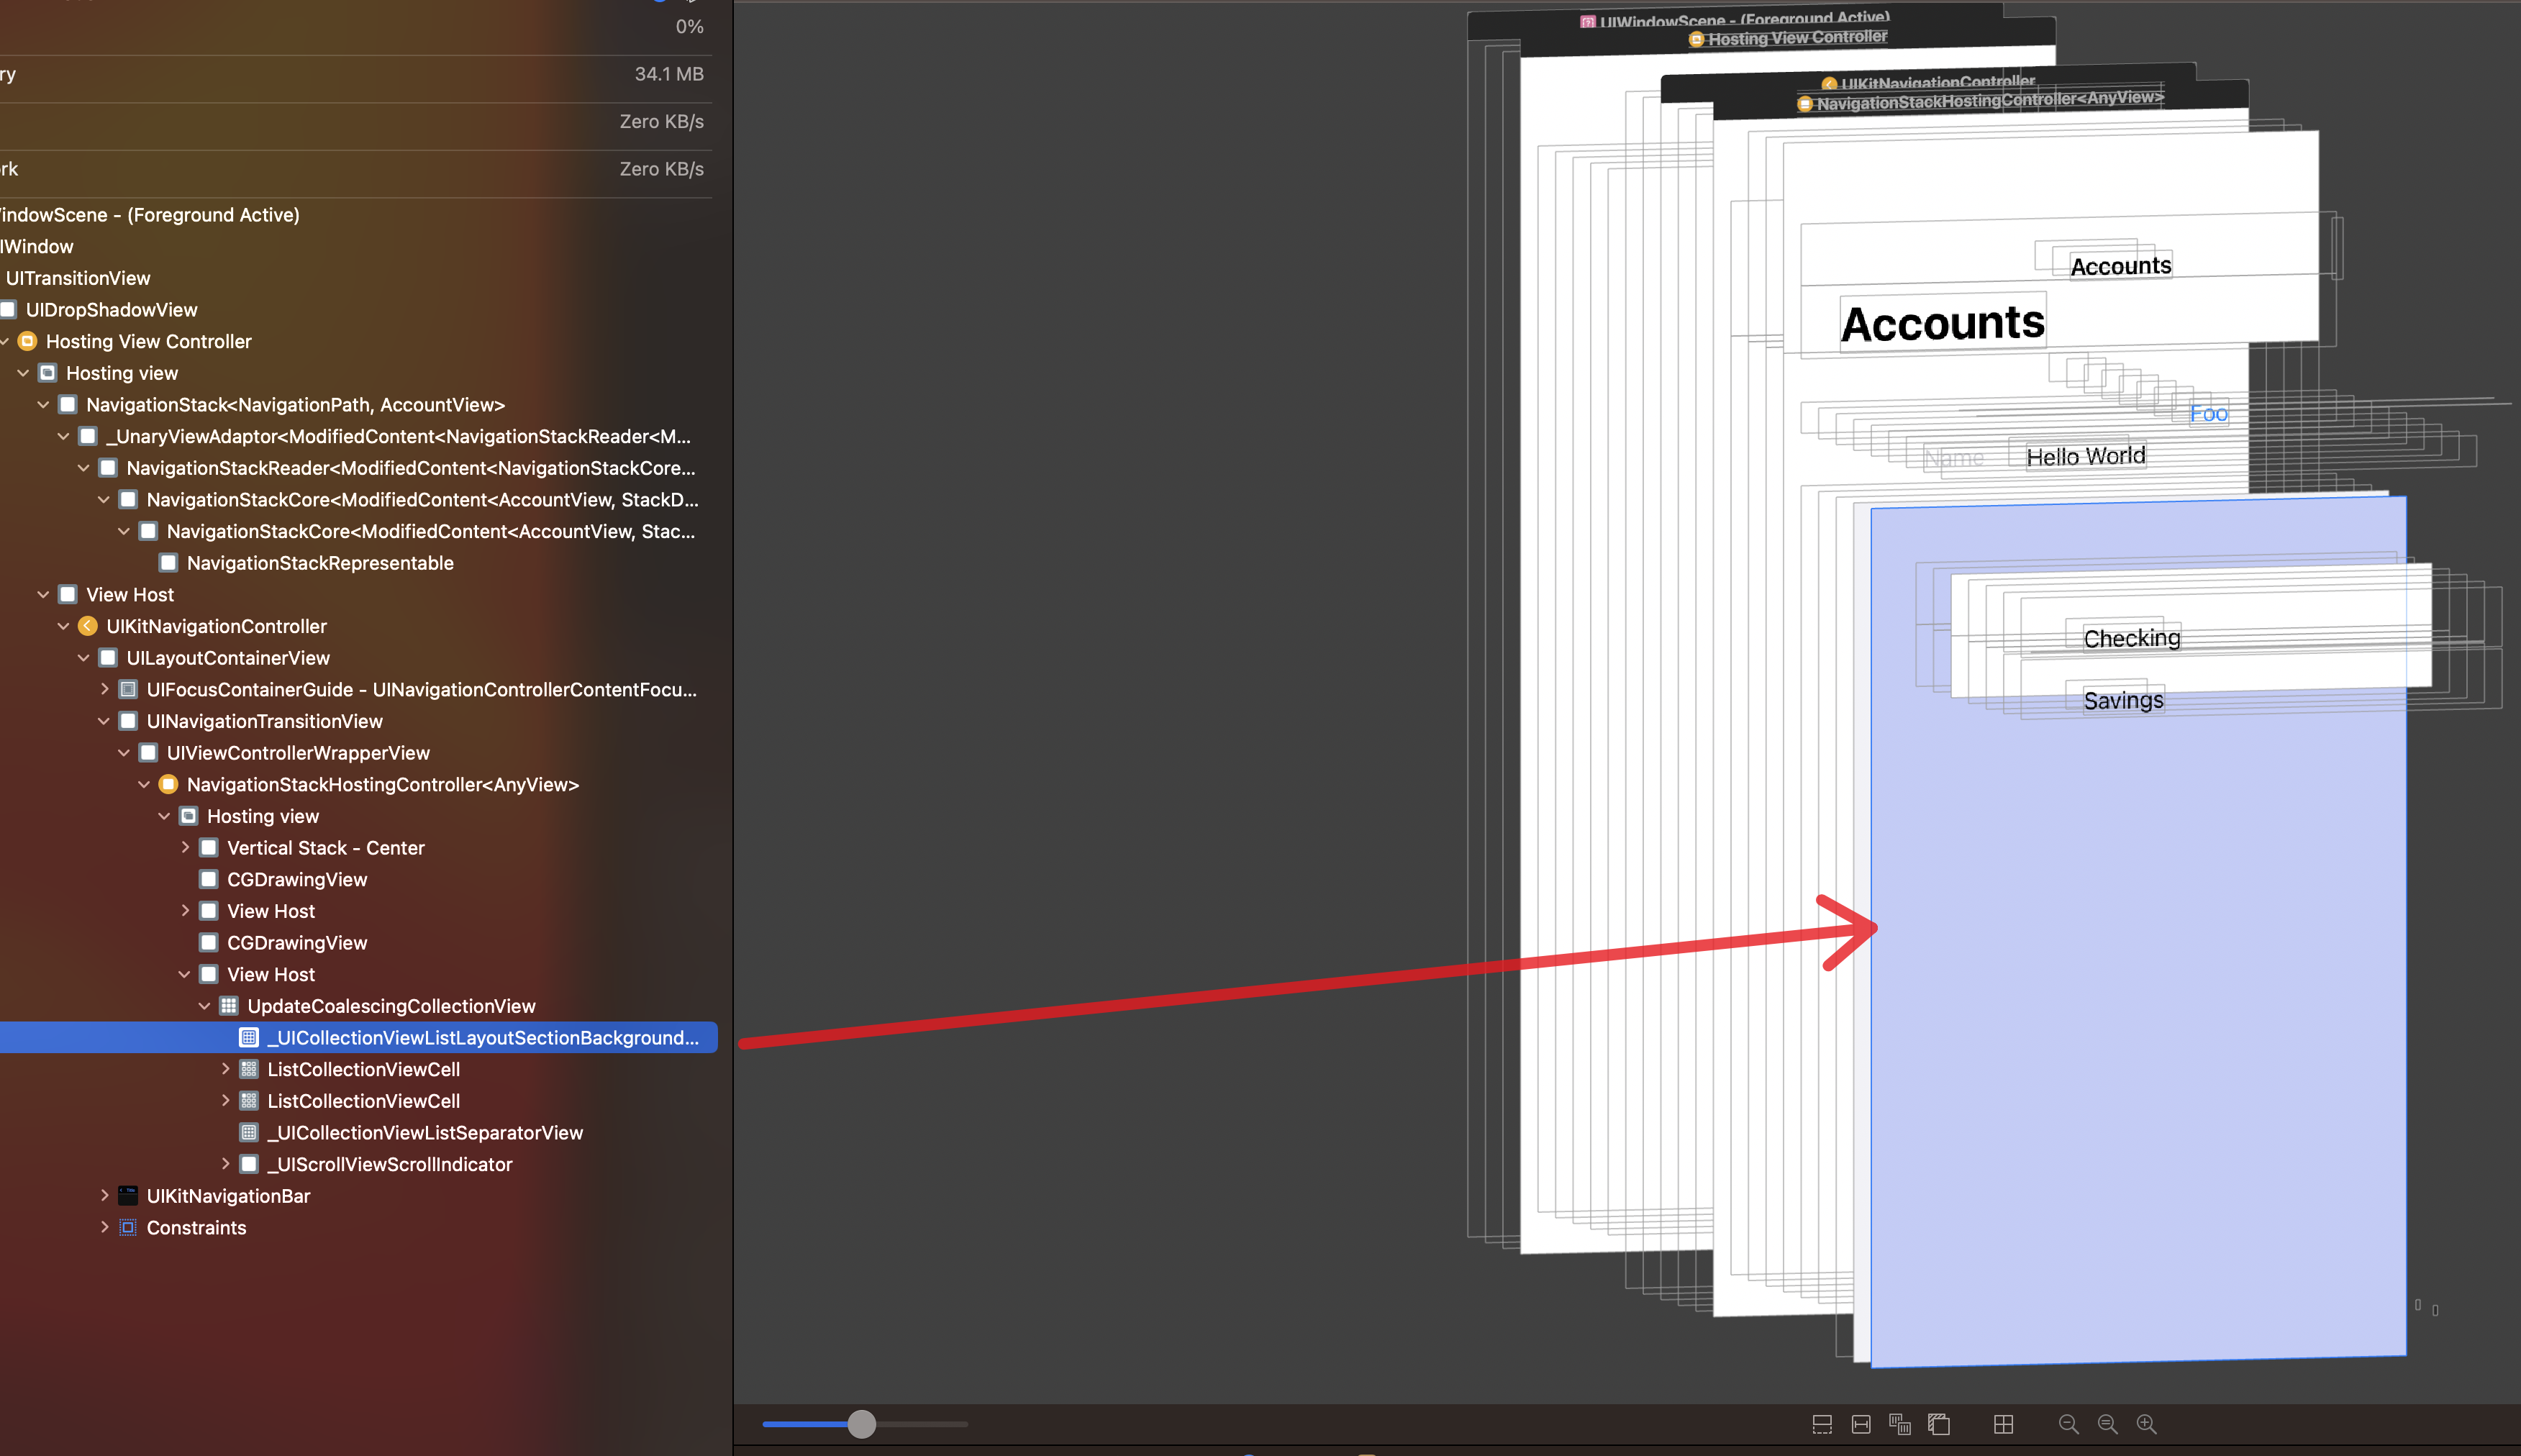 0%
ry
34.1 MB
Zero KB/s
rk
Zero KB/s
indowScene - (Foreground Active)
IWindow
UITransitionView
UIDropShadowView
Hosting View Controller
Hosting view
NavigationStack<NavigationPath, AccountView>
_UnaryViewAdaptor<ModifiedContent<NavigationStackReader<M...
NavigationStackReader<ModifiedContent<NavigationStackCore...
NavigationStackCore<ModifiedContent<AccountView, StackD...
NavigationStackCore<ModifiedContent<AccountView, Stac...
NavigationStackRepresentable
View Host
UIKitNavigationController
UILayoutContainerView
UIFocusContainerGuide - UINavigationControllerContentFocu...
UINavigationTransitionView
UIViewControllerWrapperView
NavigationStackHostingController<AnyView>
Hosting view
Vertical Stack - Center
CGDrawingView
View Host
CGDrawingView
View Host
UpdateCoalescingCollectionView
_UICollectionViewListLayoutSectionBackground...
ListCollectionViewCell
ListCollectionViewCell
_UICollectionViewListSeparatorView
_UIScrollViewScrollIndicator
UIKitNavigationBar
Constraints
UIWindowScene - (Foreground Active)
Hosting View Controller
UIKitNavigationController
NavigationStackHostingController<AnyView>
Accounts
Accounts
Foo
Name
Hello World
Checking
Savings